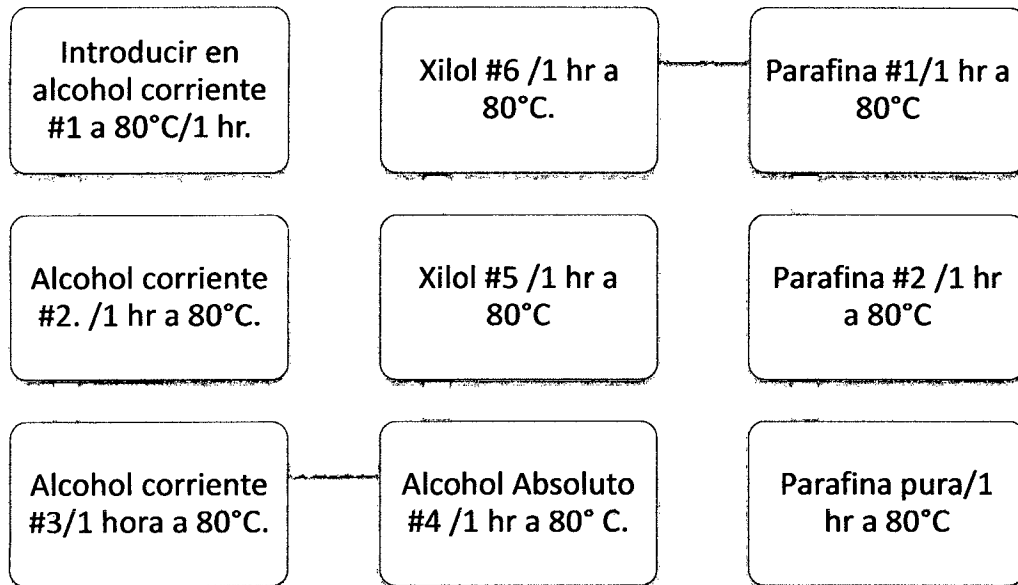 Introducir en
alcohol corriente
#1 a 80°C/1 hr.
Alcohol corriente
#2. /1 hr a 80°C.
Alcohol corriente
#3/1 hora a 80°C.
Alcohol Absoluto
#4 /1 hr a 80° C.
Xilol #5 /1 hr a
80°C
Xilol #6 /1 hr a
80°C.
Parafina #1/1 hr a
80°C
Parafina #2 /1 hr
a 80°C
Parafina pura/1
hr a 80°C